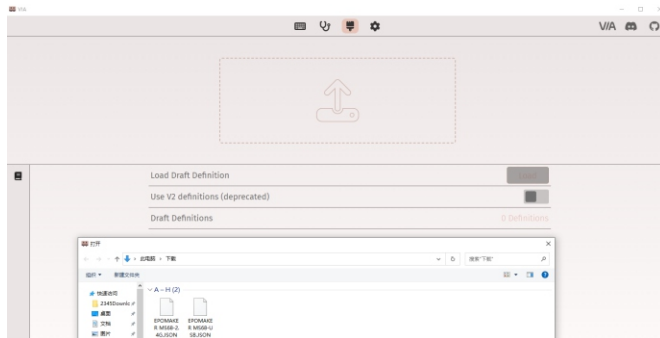 VIA
VIA
Load Draft Definition
Use V2 definitions (deprecated)
Draft Definitions
0 Definitions
打开
此电脑 › 下载
搜索"下载"
组织
新建文件夹
快速访问
2345Downlo
桌面
文档
图片
A – H (2)
EPOMAKE
R MS68-2.
4G.JSON
EPOMAKE
R MS68-U
SB.JSON